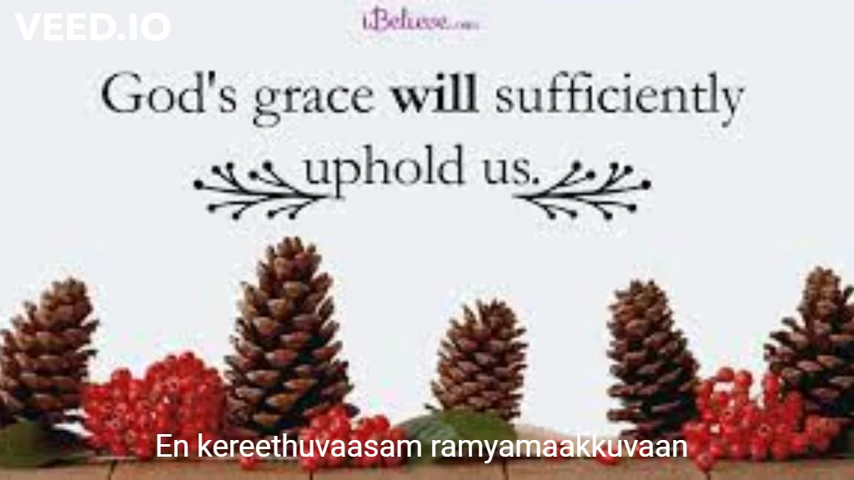 VEED.IO
iBelieve.com
God's grace will sufficiently
uphold us.
En kereethuvaasam ramyamaakkuvaan